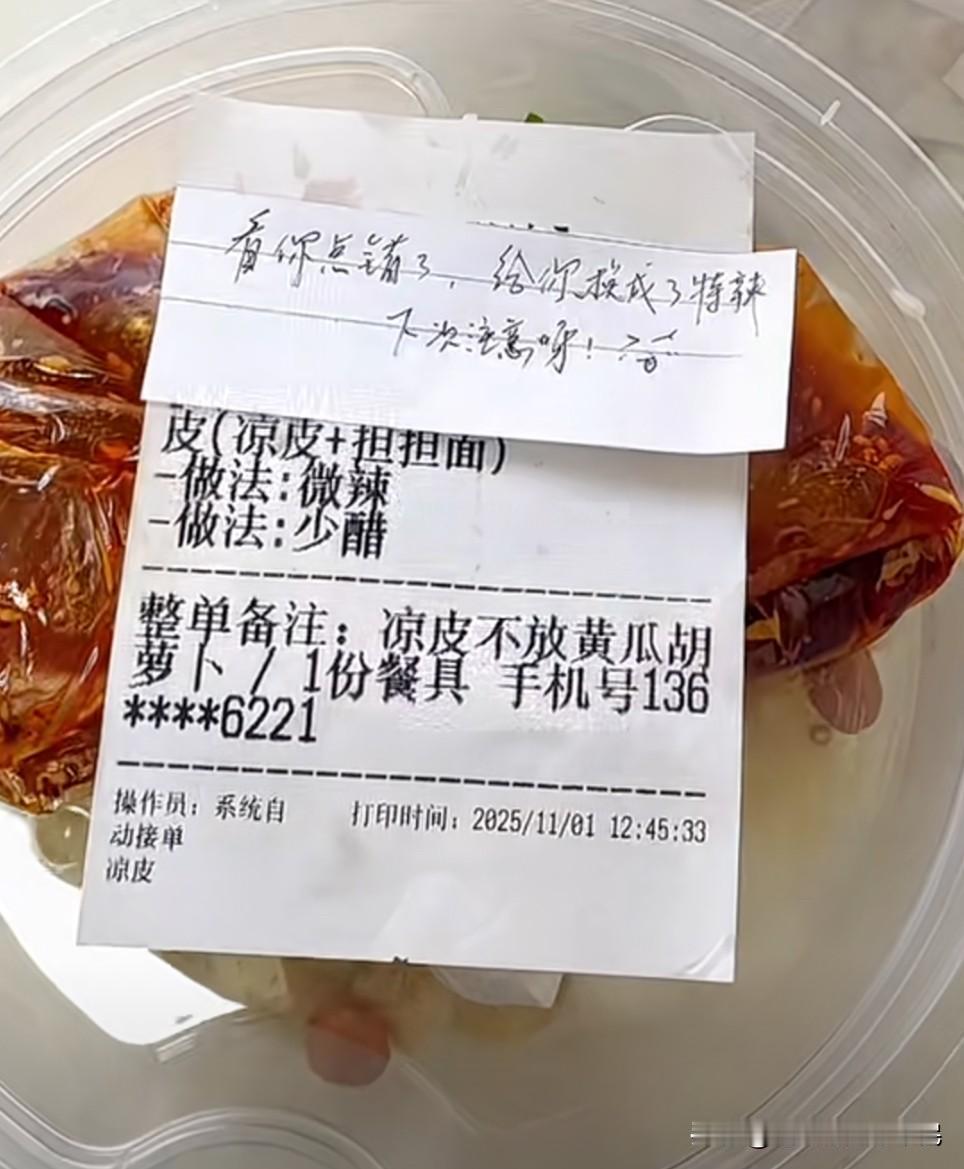 看你点错了，给你换成了特辣
下次注意呀！
皮(凉皮+担担面)
-做法:微辣
-做法:少醋
整单备注：凉皮不放黄瓜胡
萝卜 / 1份餐具 手机号136
****6221
操作员：系统自 打印时间：2025/11/01 12:45:33
动接单
凉皮